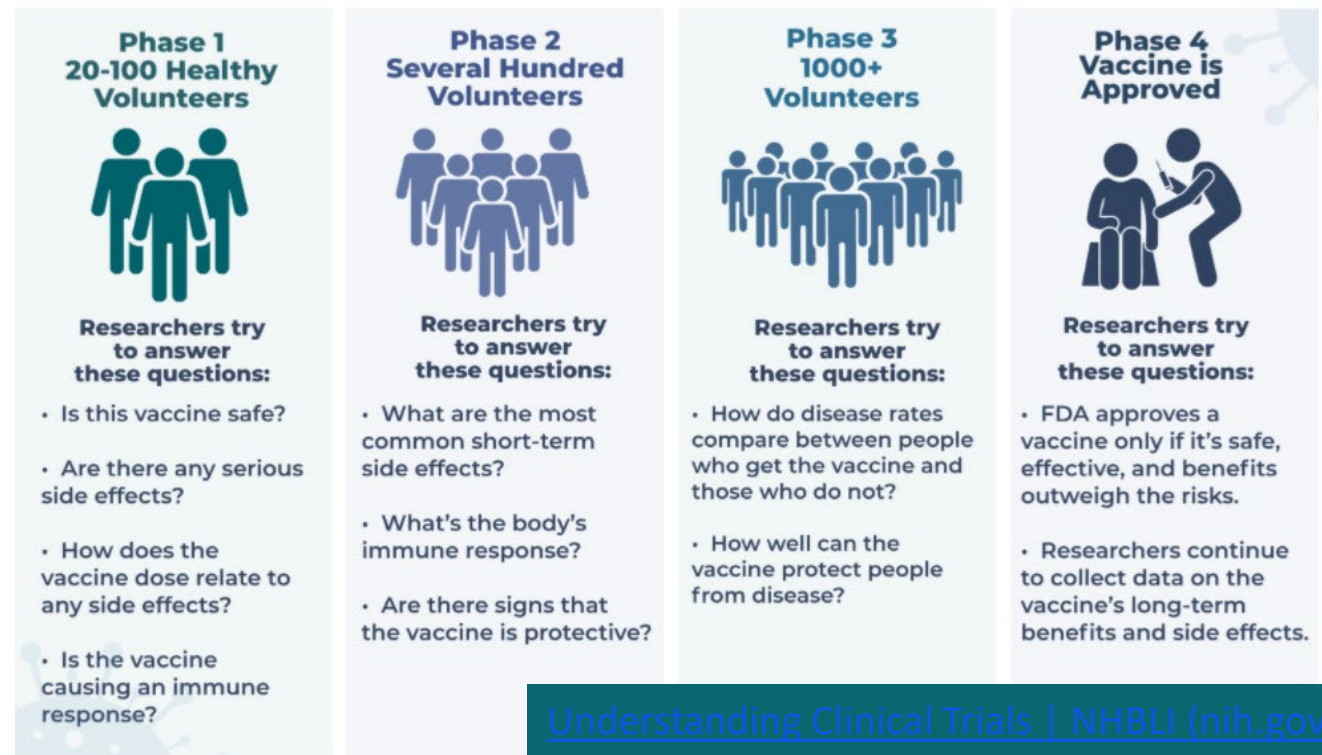 Phase 1
20-100 Healthy
Volunteers
Researchers try
to answer
these questions:
• Is this vaccine safe?
• Are there any serious
side effects?
• How does the
vaccine dose relate to
any side effects?
• Is the vaccine
causing an immune
response?
Phase 2
Several Hundred
Volunteers
Researchers try
to answer
these questions:
• What are the most
common short-term
side effects?
• What's the body's
immune response?
• Are there signs that
the vaccine is protective?
Phase 3
1000+
Volunteers
Researchers try
to answer
these questions:
• How do disease rates
compare between people
who get the vaccine and
those who do not?
• How well can the
vaccine protect people
from disease?
Phase 4
Vaccine is
Approved
Researchers try
to answer
these questions:
• FDA approves a
vaccine only if it's safe,
effective, and benefits
outweigh the risks.
• Researchers continue
to collect data on the
vaccine's long-term
benefits and side effects.
Understanding Clinical Trials | NHBLI (nih.gov